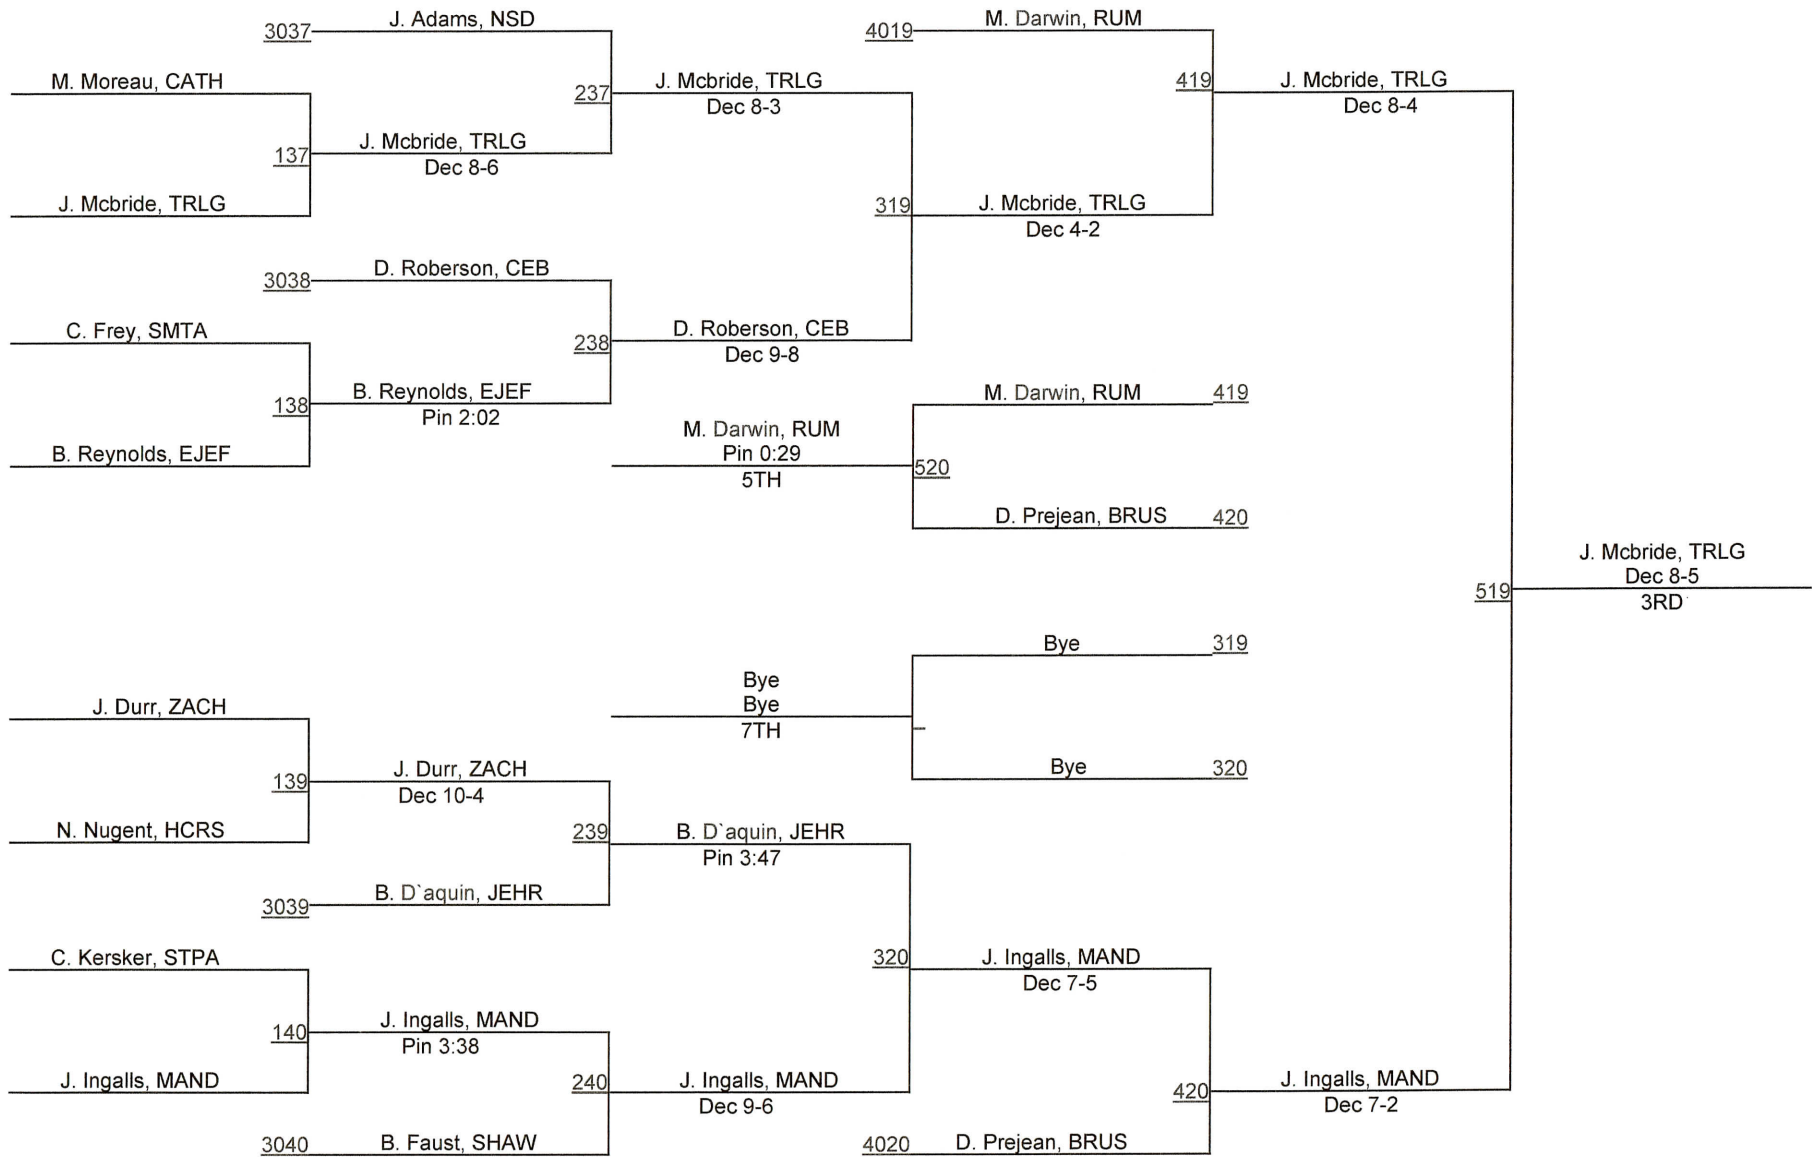 J. Adams, NSD
3037
M. Darwin, RUM
4019
M. Moreau, CATH
237
J. Mcbride, TRLG
Dec 8-3
419
J. Mcbride, TRLG
Dec 8-4
137
J. Mcbride, TRLG
Dec 8-6
J. Mcbride, TRLG
319
J. Mcbride, TRLG
Dec 4-2
3038
D. Roberson, CEB
C. Frey, SMTA
238
D. Roberson, CEB
Dec 9-8
138
B. Reynolds, EJEF
Pin 2:02
M. Darwin, RUM
419
B. Reynolds, EJEF
M. Darwin, RUM
Pin 0:29
5TH
520
D. Prejean, BRUS
420
519
J. Mcbride, TRLG
Dec 8-5
3RD
Bye
319
Bye
Bye
7TH
Bye
320
J. Durr, ZACH
139
J. Durr, ZACH
Dec 10-4
N. Nugent, HCRS
239
B. D`aquin, JEHR
Pin 3:47
3039
B. D`aquin, JEHR
C. Kersker, STPA
320
J. Ingalls, MAND
Dec 7-5
140
J. Ingalls, MAND
Pin 3:38
J. Ingalls, MAND
240
J. Ingalls, MAND
Dec 9-6
420
J. Ingalls, MAND
Dec 7-2
3040
B. Faust, SHAW
4020
D. Prejean, BRUS